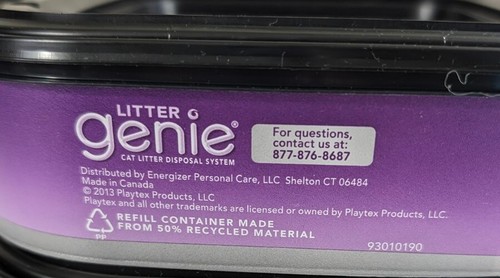 LITTER
genie®
CAT LITTER DISPOSAL SYSTEM
For questions,
contact us at:
877-876-8687
Distributed by Energizer Personal Care, LLC Shelton CT 06484
Made in Canada
© 2013 Playtex Products, LLC
Playtex and all other trademarks are licensed or owned by Playtex Products, LLC.
REFILL CONTAINER MADE
FROM 50% RECYCLED MATERIAL
PP
93010190